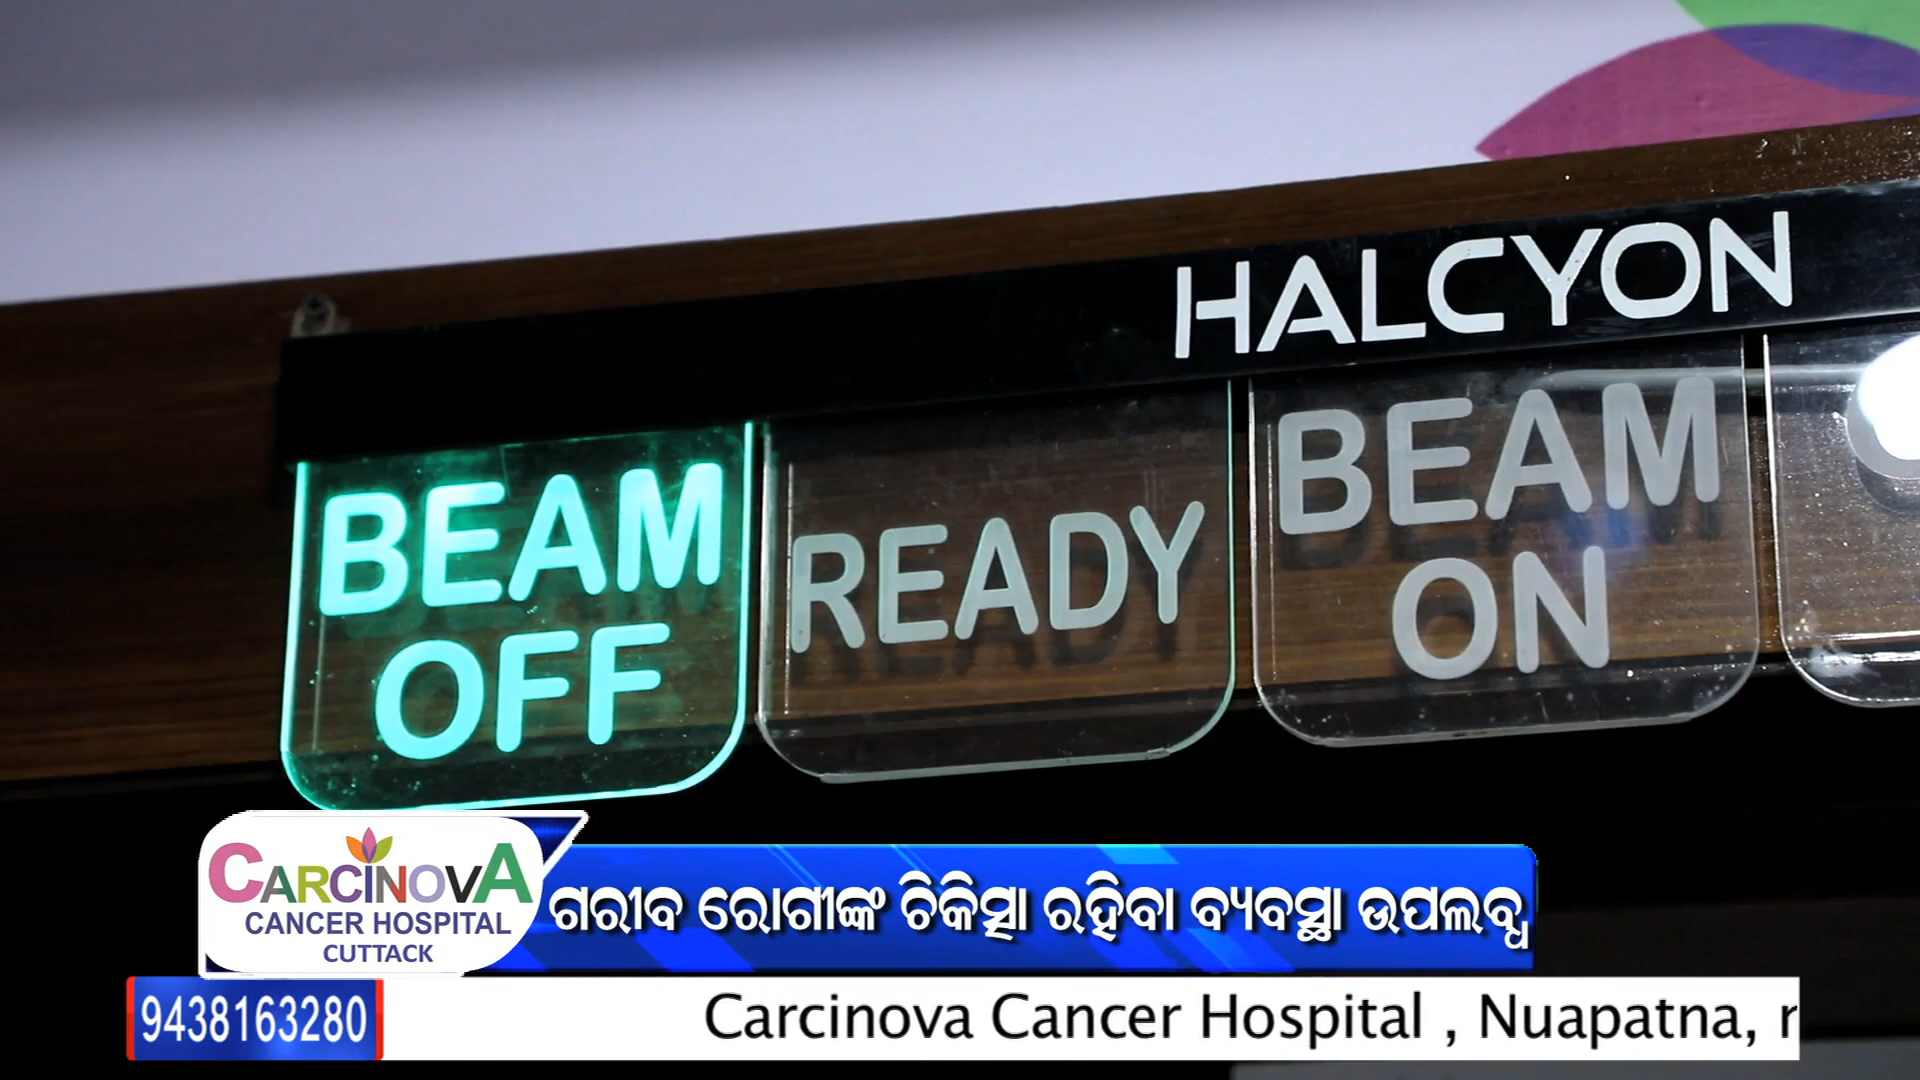 HALCYON
BEAM
OFF
READY
BEAM
ON
CARCINOVA
CANCER HOSPITAL
CUTTACK
ଗରୀବ ରୋଗୀଙ୍କ ଚିକିତ୍ସା ରହିବା ବ୍ୟବସ୍ଥା ଉପଲବ୍ଧ
9438163280
Carcinova Cancer Hospital , Nuapatna,